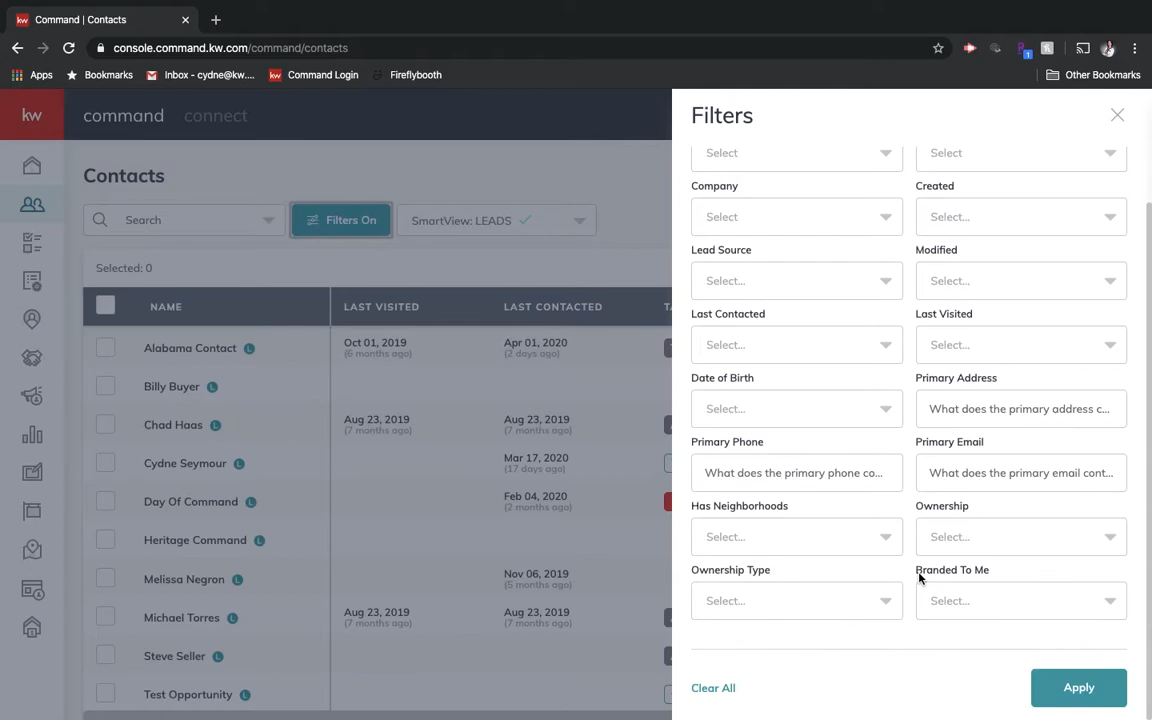 kw Command | Contacts
console.command.kw.com/command/contacts
1
Apps Bookmarks Inbox - cydne@kw.... kw Command Login Fireflybooth Other Bookmarks
kw command connect
Contacts
Search Filters On SmartView: LEADS
Selected: 0
NAME LAST VISITED LAST CONTACTED
Alabama Contact L Oct 01, 2019 Apr 01, 2020
(6 months ago) (2 days ago)
Billy Buyer L
Chad Haas L Aug 23, 2019 Aug 23, 2019
(7 months ago) (7 months ago)
Cydne Seymour L Mar 17, 2020
(17 days ago)
Day Of Command L Feb 04, 2020
(2 months ago)
Heritage Command L
Melissa Negron L Nov 06, 2019
(5 months ago)
Michael Torres L Aug 23, 2019 Aug 23, 2019
(7 months ago) (7 months ago)
Steve Seller L
Test Opportunity L
Filters
Select Select
Company Created
Select Select...
Lead Source Modified
Select... Select...
Last Contacted Last Visited
Select... Select...
Date of Birth Primary Address
Select... What does the primary address c...
Primary Phone Primary Email
What does the primary phone co... What does the primary email cont...
Has Neighborhoods Ownership
Select... Select...
Ownership Type Branded To Me
Select... Select...
Clear All Apply